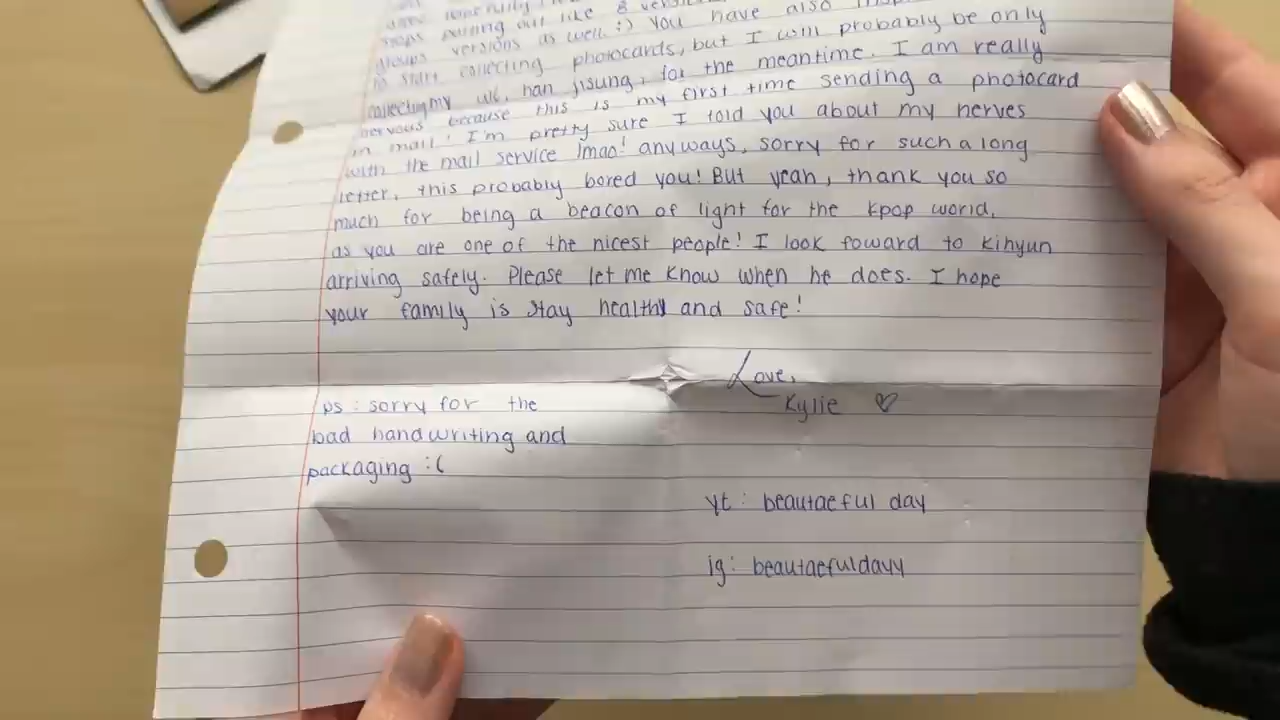 stops putting out like 8 versions
groups versions as well :) You have also
to start collecting photocards, but I will probably be only
collecting my ult, han jisung, for the meantime. I am really
nervous because this is my first time sending a photocard
in mail! I'm pretty sure I told you about my nerves
with the mail service lmao! anyways, sorry for such a long
letter, this probably bored you! But yeah, thank you so
much for being a beacon of light for the kpop world,
as you are one of the nicest people! I look foward to kihyun
arriving safely. Please let me know when he does. I hope
your family is stay healthy and safe!
Love,
Kylie ♡
ps : sorry for the
bad handwriting and
packaging :(
yt : beautaeful day
ig: beautaefuldayy